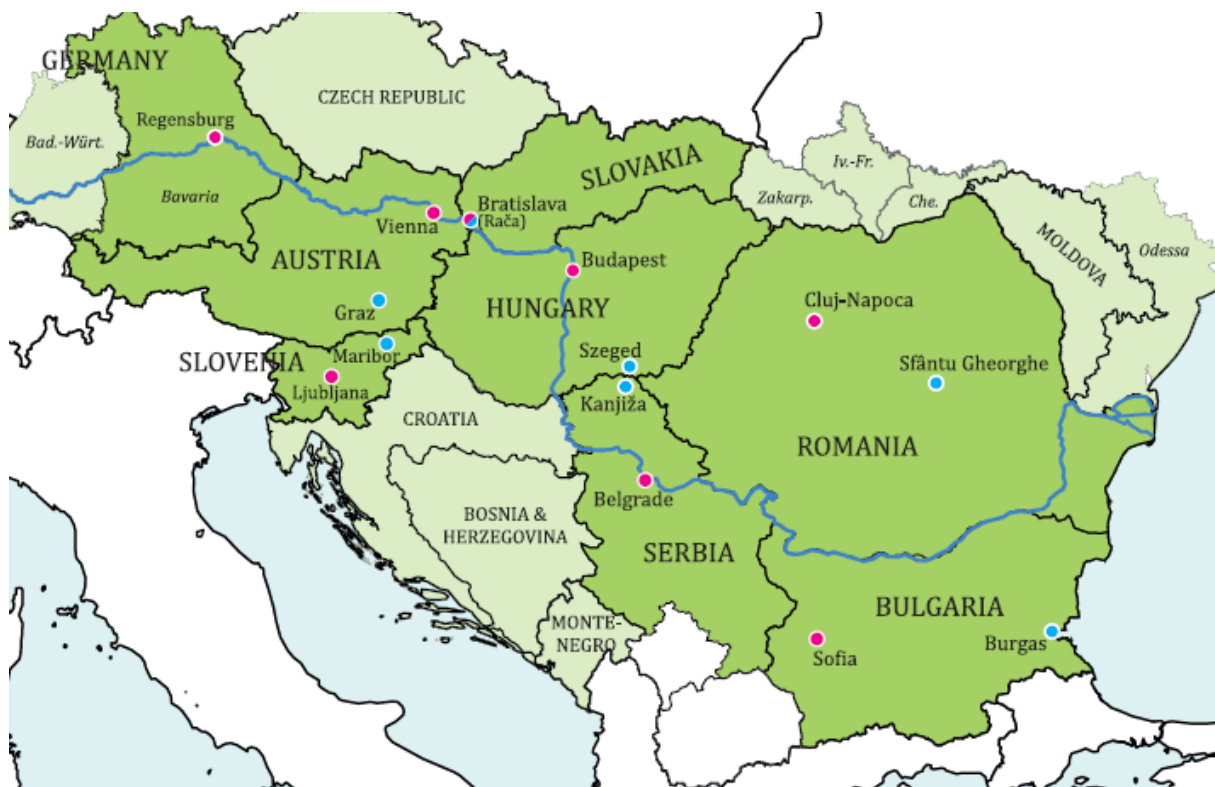 GERMANY
CZECH REPUBLIC
Regensburg
Bad.-Würt.
Bavaria
SLOVAKIA
Zakarp.
Iv.-Fr.
Che.
MOLDOVA
Odessa
Vienna
Bratislava
(Rača)
AUSTRIA
Budapest
Graz
HUNGARY
Cluj-Napoca
SLOVENIA
Maribor
Ljubljana
Szeged
Kanjiža
Sfântu Gheorghe
CROATIA
ROMANIA
Belgrade
BOSNIA &
HERZEGOVINA
SERBIA
BULGARIA
MONTE-
NEGRO
Sofia
Burgas